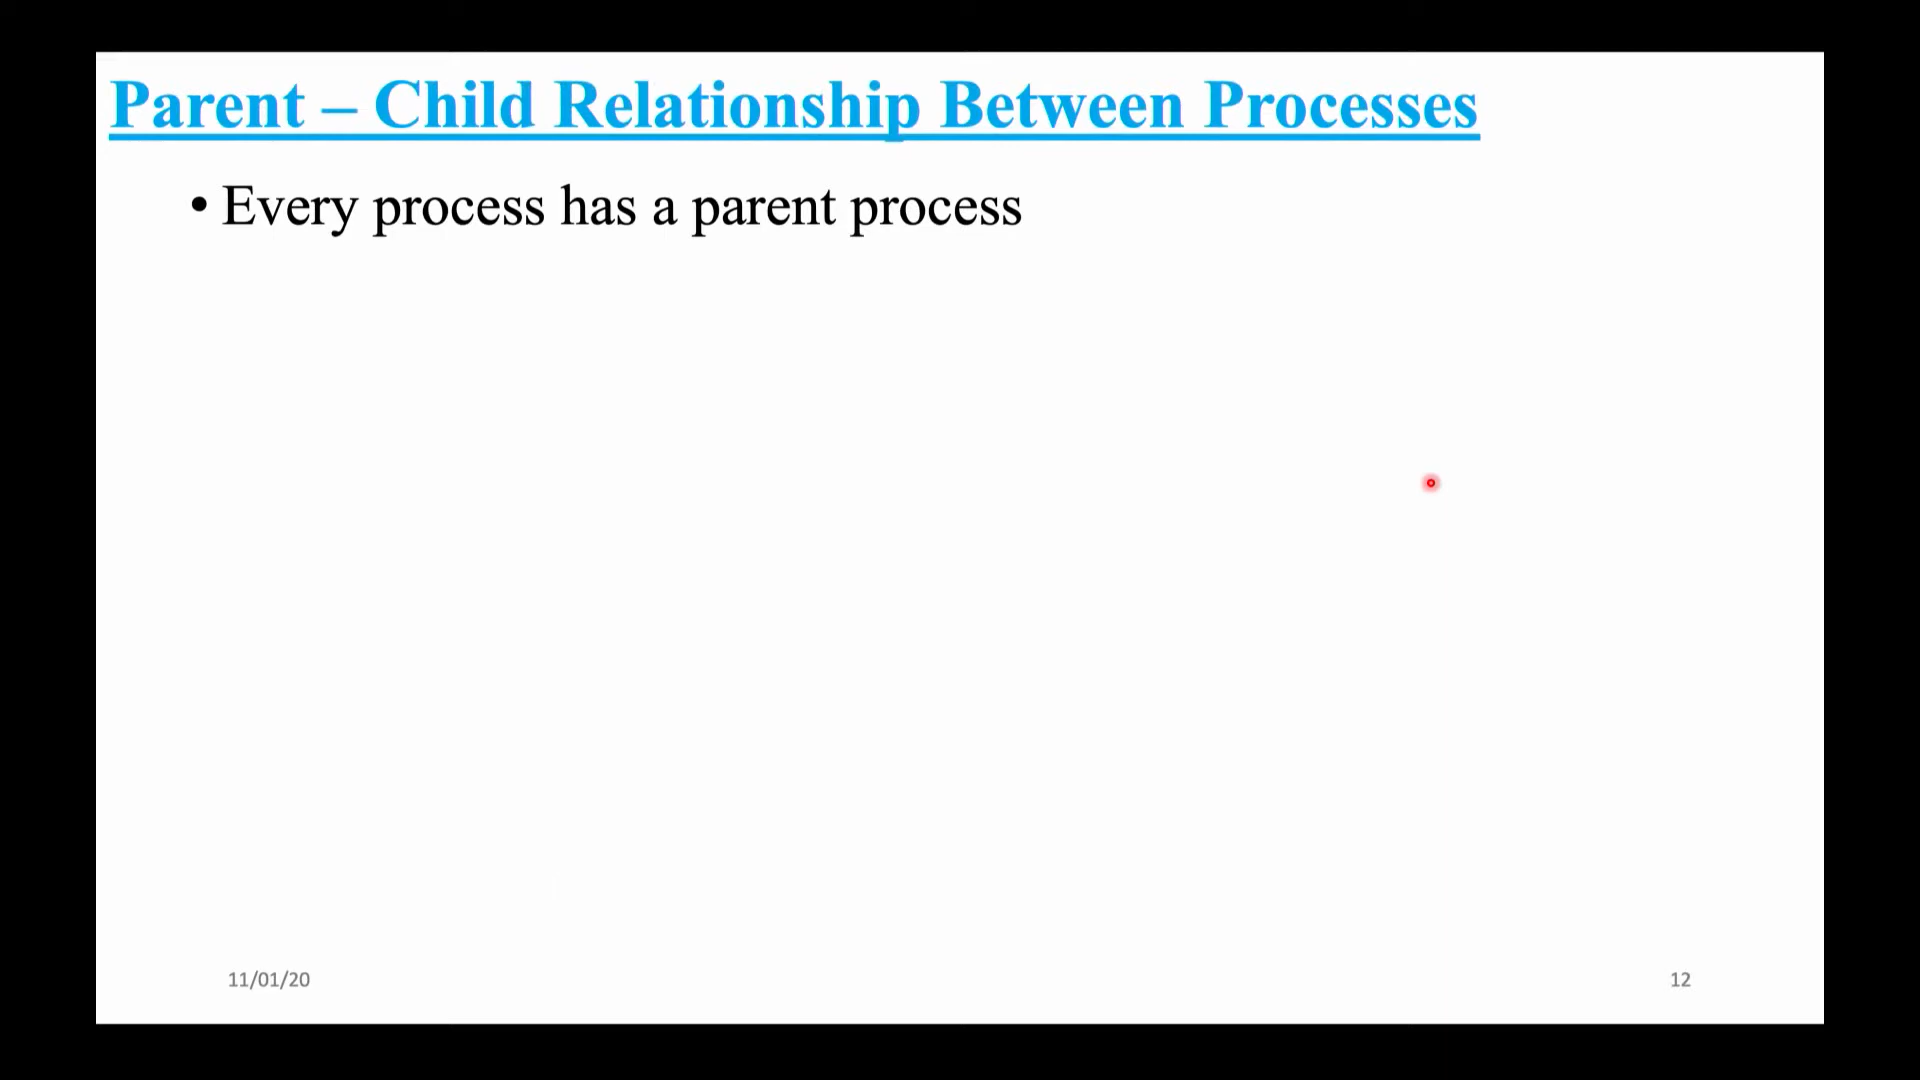 Parent – Child Relationship Between Processes
• Every process has a parent process
11/01/20
12